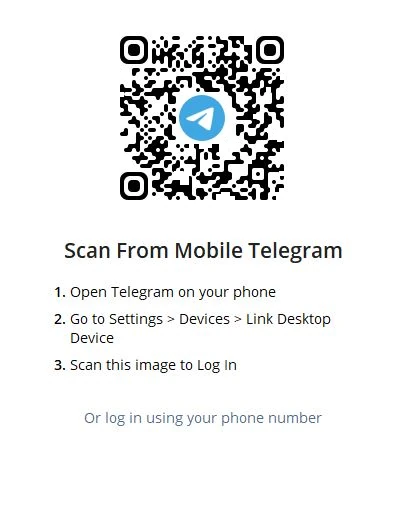 Scan From Mobile Telegram
1. Open Telegram on your phone
2. Go to Settings > Devices > Link Desktop
Device
3. Scan this image to Log In
Or log in using your phone number